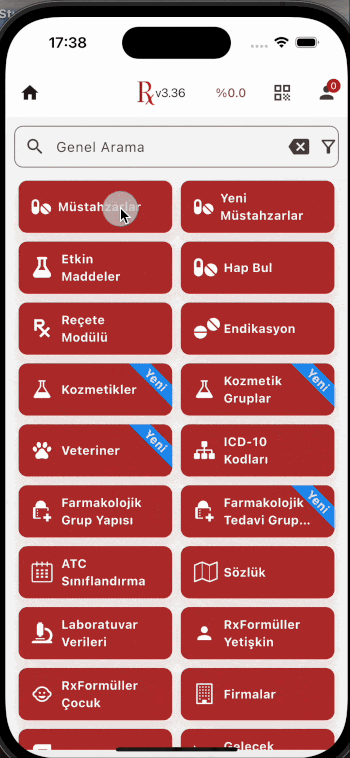 17:38
Rx v3.36
%0.0
0
Genel Arama
Müstahzarlar
Yeni
Müstahzarlar
Etkin
Maddeler
Hap Bul
Reçete
Modülü
Endikasyon
Kozmetikler
Yeni
Kozmetik
Gruplar
Yeni
Veteriner
Yeni
ICD-10
Kodları
Farmakolojik
Grup Yapısı
Farmakolojik
Tedavi Grup...
Yeni
ATC
Sınıflandırma
Sözlük
Laboratuvar
Verileri
RxFormüller
Yetişkin
RxFormüller
Çocuk
Firmalar
Gelecek